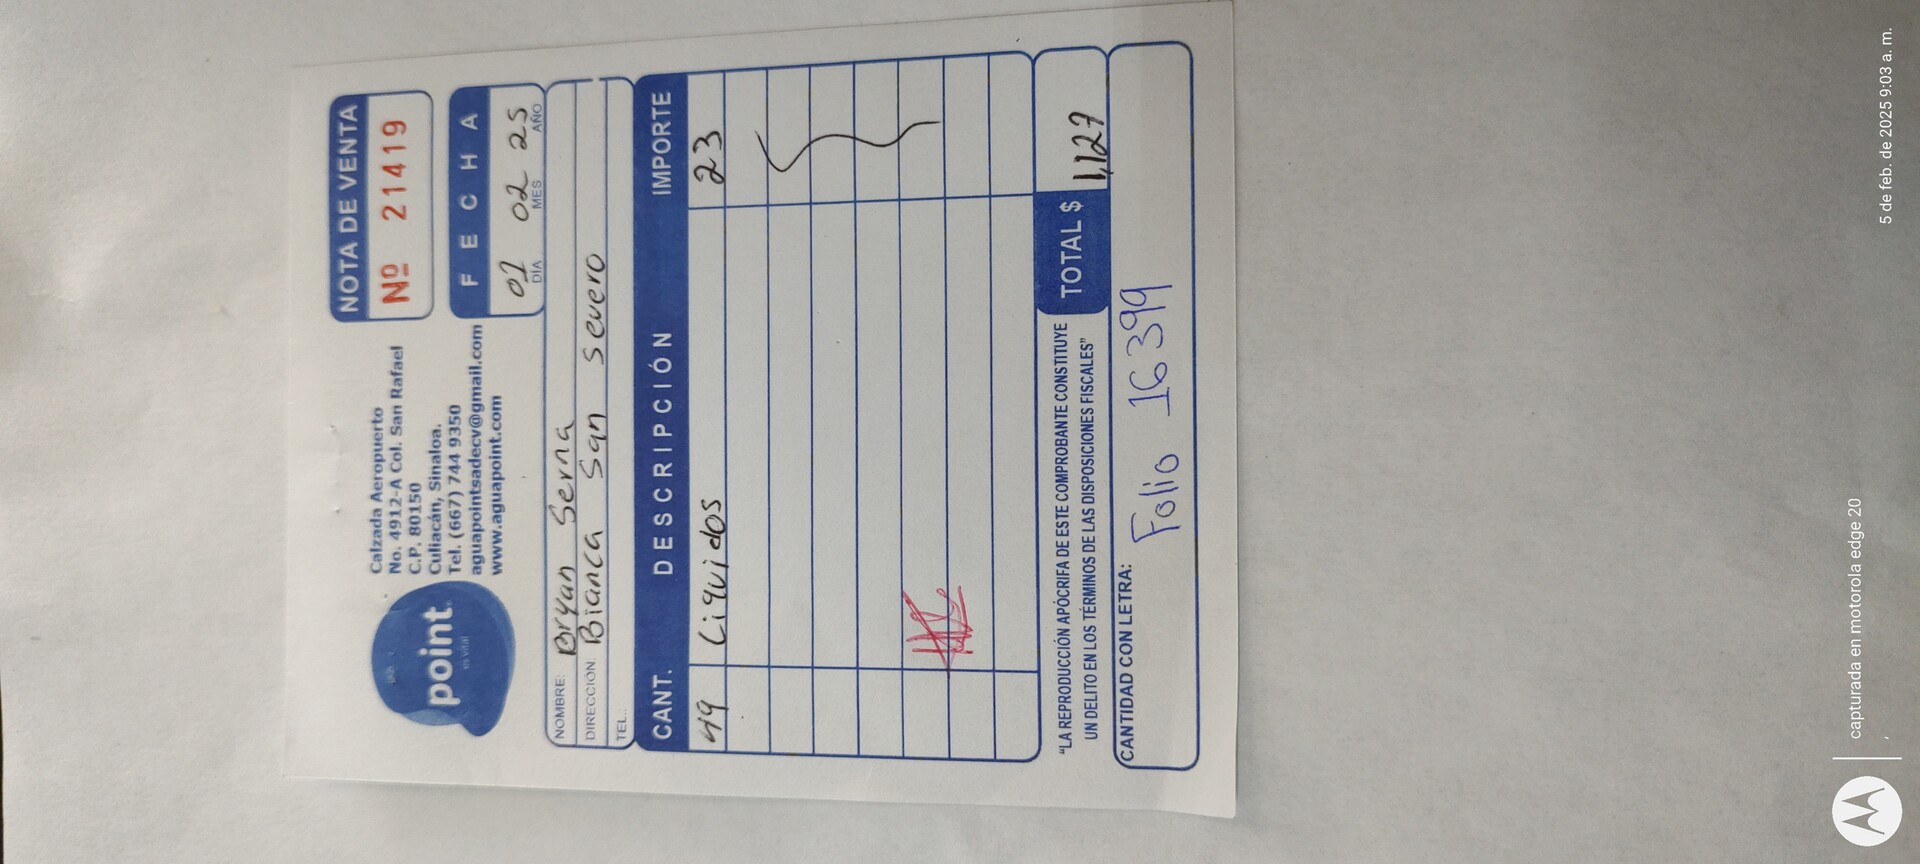 point
es vital
Calzada Aeropuerto
No. 4912-A Col. San Rafael
C.P. 80150
Culiacán, Sinaloa.
Tel. (667) 744 9350
aguapointsadecv@gmail.com
www.aguapoint.com
NOTA DE VENTA
Nº 21419
FECHA
01 02 25
DÍA MES AÑO
NOMBRE: Bryan Serna
DIRECCIÓN: Bianca San Severo
TEL.:
CANT. DESCRIPCIÓN IMPORTE
49 Liquidos 23
"LA REPRODUCCIÓN APÓCRIFA DE ESTE COMPROBANTE CONSTITUYE
UN DELITO EN LOS TÉRMINOS DE LAS DISPOSICIONES FISCALES"
TOTAL $ 1,127
CANTIDAD CON LETRA:
Folio 16399
capturada en motorola edge 20
5 de feb. de 2025 9:03 a. m.